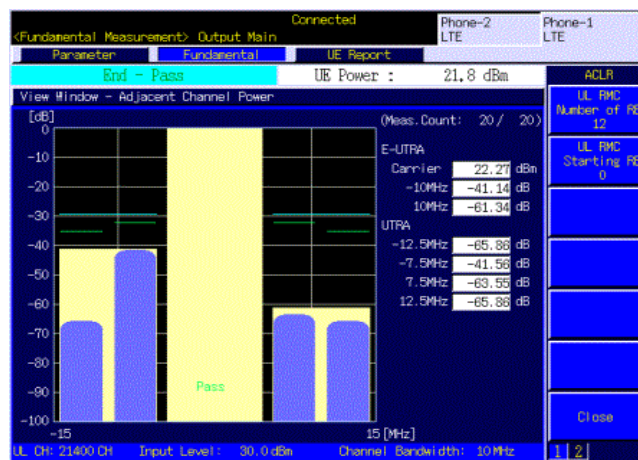 Connected
Phone-2
LTE
Phone-1
LTE
<Fundamental Measurement> Output Main
Parameter
Fundamental
UE Report
End - Pass
UE Power : 21.8 dBm
ACLR
View Window - Adjacent Channel Power
UL RMC
Number of RB
12
UL RMC
Starting RB
0
[dB]
(Meas.Count: 20/ 20)
0
-10
-20
-30
-40
-50
-60
-70
-80
-90
-100
E-UTRA
Carrier 22.27 dBm
-10MHz -41.14 dB
10MHz -61.34 dB
UTRA
-12.5MHz -65.86 dB
-7.5MHz -41.56 dB
7.5MHz -63.55 dB
12.5MHz -65.86 dB
Pass
-15
15 [MHz]
Close
UL CH: 21400 CH Input Level: 30.0 dBm Channel Bandwidth: 10 MHz
1 2